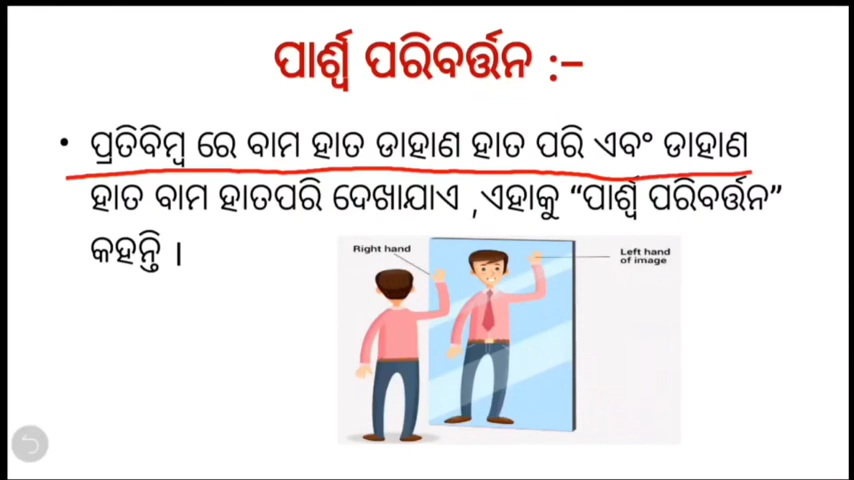 ପାର୍ଶ୍ୱ ପରିବର୍ତ୍ତନ :–
• ପ୍ରତିବିମ୍ବ ରେ ବାମ ହାତ ଡାହାଣ ହାତ ପରି ଏବଂ ଡାହାଣ
ହାତ ବାମ ହାତପରି ଦେଖାଯାଏ ,ଏହାକୁ “ପାର୍ଶ୍ୱ ପରିବର୍ତ୍ତନ”
କହନ୍ତି ।
Right hand
Left hand
of image